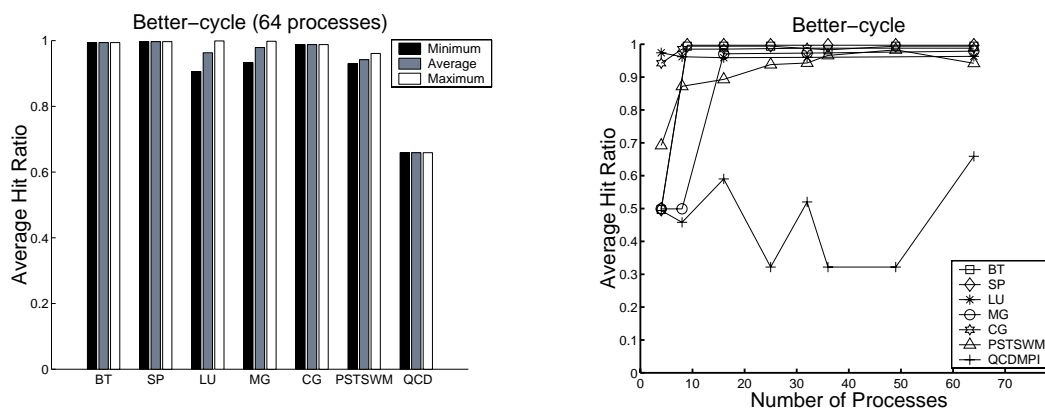 Better−cycle (64 processes)
1
0.8
0.6
0.4
0.2
0
Average Hit Ratio
Minimum
Average
Maximum
BT SP LU MG CG PSTSWM QCD
Better−cycle
1
0.9
0.8
0.7
0.6
0.5
0.4
0.3
0.2
0.1
0
Average Hit Ratio
BT
SP
LU
MG
CG
PSTSWM
QCDMPI
0 10 20 30 40 50 60 70
Number of Processes